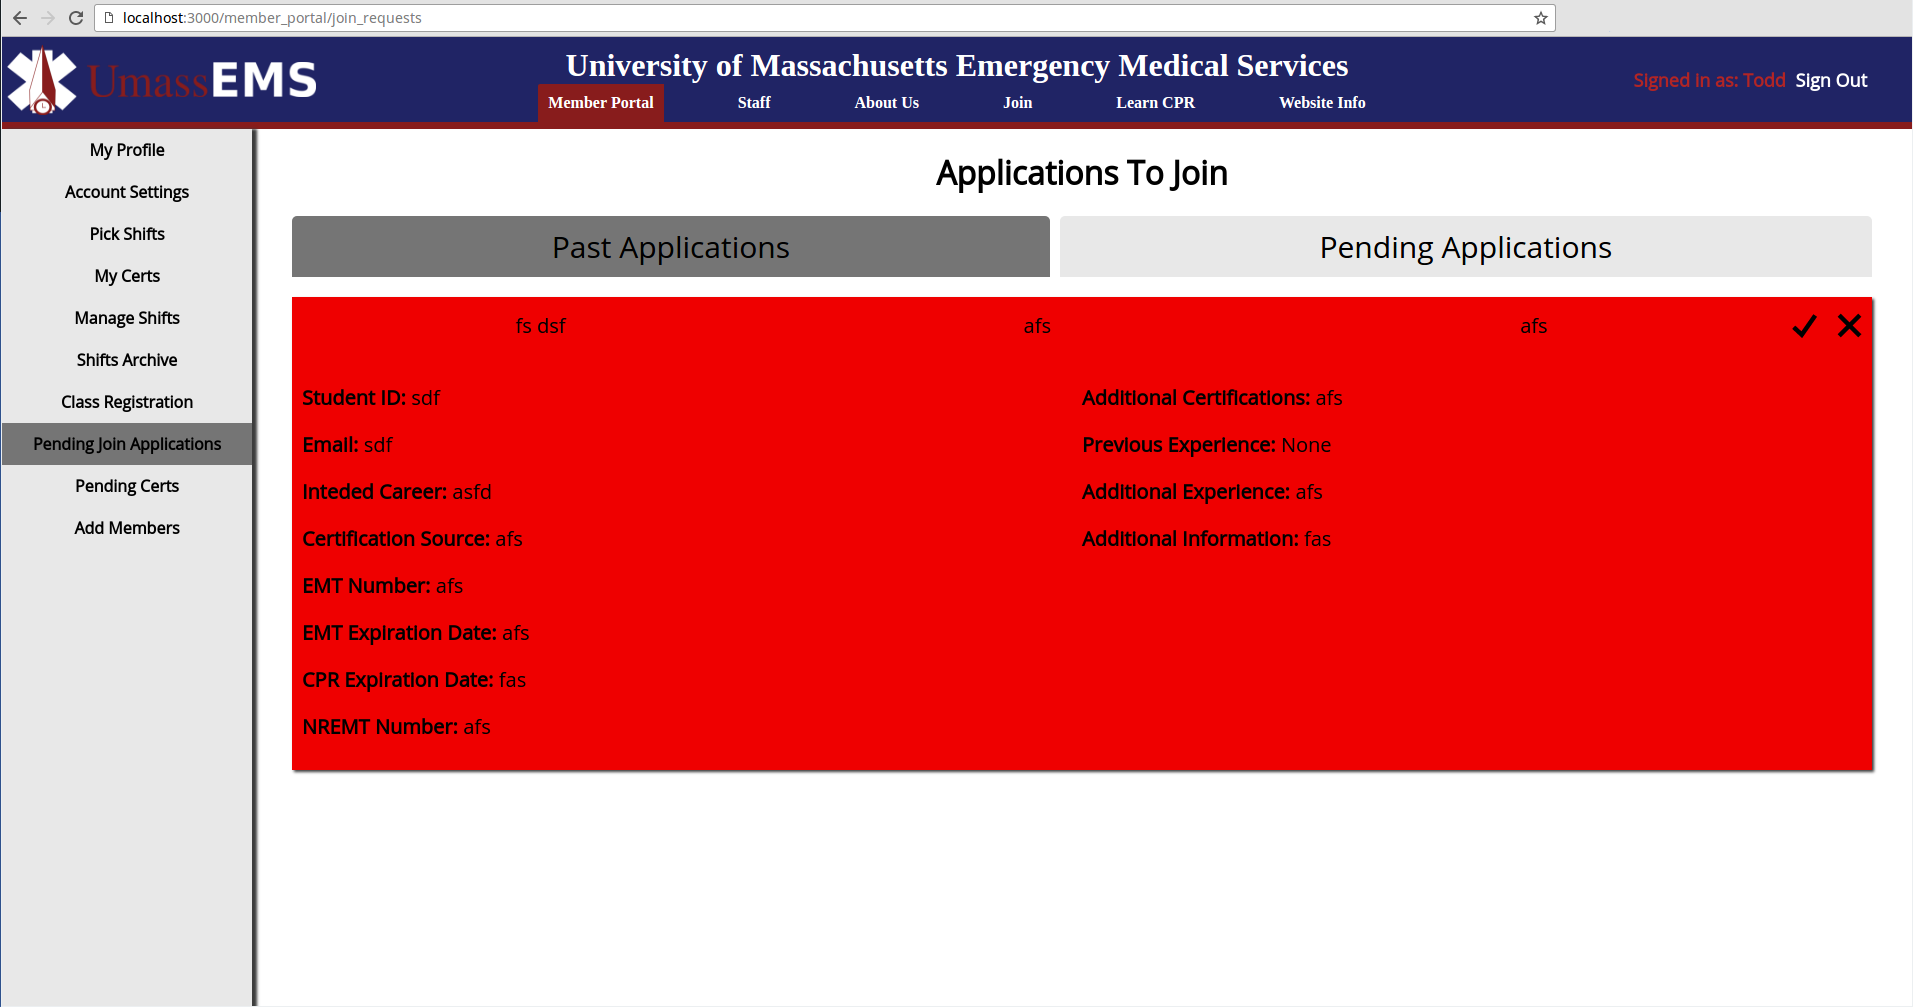 localhost:3000/member_portal/join_requests
UmassEMS
University of Massachusetts Emergency Medical Services
Signed in as: Todd Sign Out
Member Portal Staff About Us Join Learn CPR Website Info
My Profile
Account Settings
Pick Shifts
My Certs
Manage Shifts
Shifts Archive
Class Registration
Pending Join Applications
Pending Certs
Add Members
Applications To Join
Past Applications Pending Applications
fs dsf afs afs
Student ID: sdf
Email: sdf
Inteded Career: asfd
Certification Source: afs
EMT Number: afs
EMT Expiration Date: afs
CPR Expiration Date: fas
NREMT Number: afs
Additional Certifications: afs
Previous Experience: None
Additional Experience: afs
Additional Information: fas